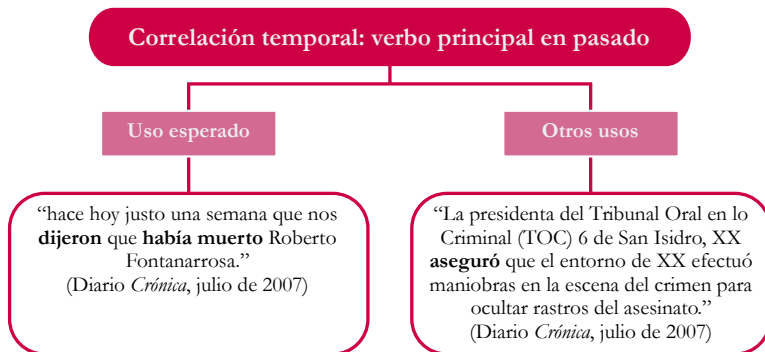 Correlación temporal: verbo principal en pasado
Uso esperado
Otros usos
“hace hoy justo una semana que nos
dijeron que había muerto Roberto
Fontanarrosa.”
(Diario Crónica, julio de 2007)
“La presidenta del Tribunal Oral en lo
Criminal (TOC) 6 de San Isidro, XX
aseguró que el entorno de XX efectuó
maniobras en la escena del crimen para
ocultar rastros del asesinato.”
(Diario Crónica, julio de 2007)